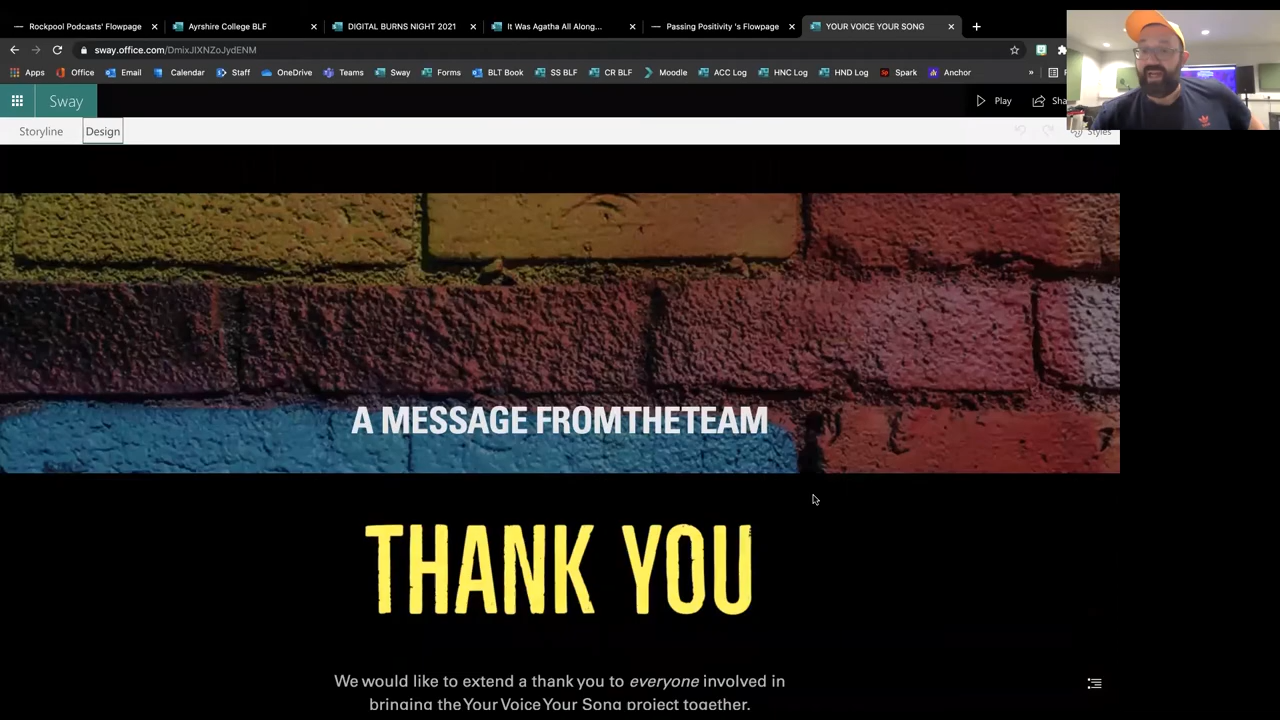 Rockpool Podcasts' Flowpage
Ayrshire College BLF
DIGITAL BURNS NIGHT 2021
It Was Agatha All Along...
Passing Positivity 's Flowpage
YOUR VOICE YOUR SONG
sway.office.com/DmixJIXNZoJydENM
Apps
Office
Email
Calendar
Staff
OneDrive
Teams
Sway
Forms
BLT Book
SS BLF
CR BLF
Moodle
ACC Log
HNC Log
HND Log
Spark
Anchor
Sway
Play
Sha
Storyline
Design
Styles
A MESSAGE FROMTHETEAM
THANK YOU
We would like to extend a thank you to everyone involved in
bringing the Your Voice Your Song project together.